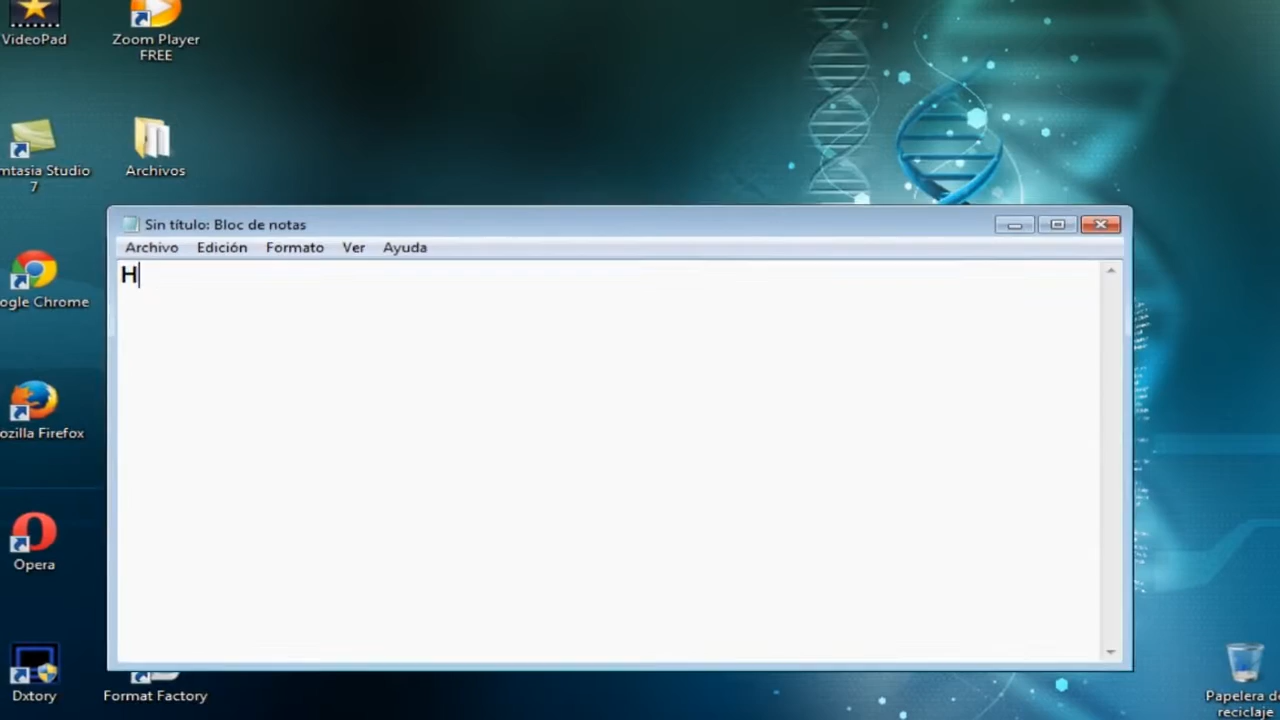 VideoPad
Zoom Player
FREE
mtasia Studio
7
Archivos
ogle Chrome
ozilla Firefox
Opera
Dxtory
Format Factory
Sin título: Bloc de notas
Archivo Edición Formato Ver Ayuda
H
Papelera de
reciclaje